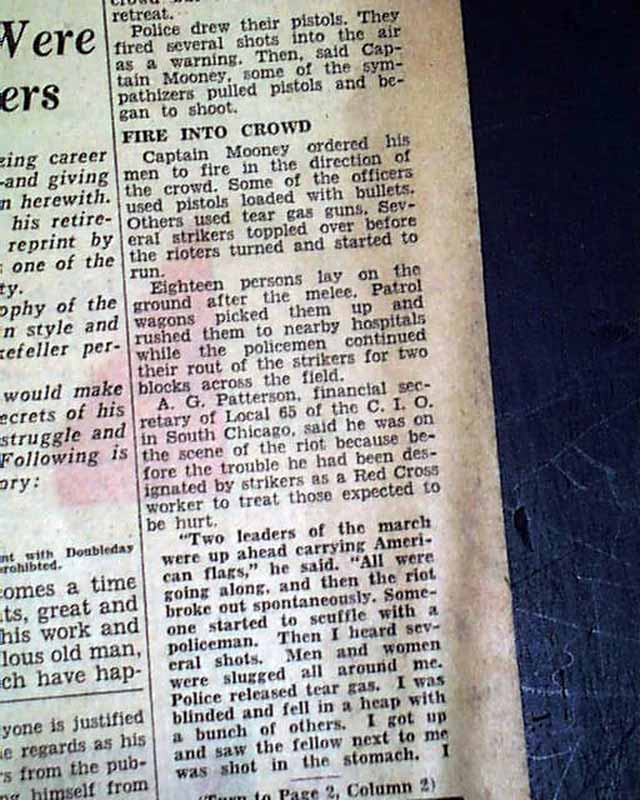 Were
ers
zing career
-and giving
n herewith.
his retire-
reprint by
one of the
ty.
ophy of the
n style and
kefeller per-
would make
ecrets of his
struggle and
Following is
ory:
nt with Doubleday
rohibited.
comes a time
nts, great and
his work and
lous old man,
ch have hap-
yone is justified
e regards as his
rs from the pub-
ng himself from
retreat.
Police drew their pistols. They
fired several shots into the air
as a warning. Then, said Cap-
tain Mooney, some of the sym-
pathizers pulled pistols and be-
gan to shoot.
FIRE INTO CROWD
Captain Mooney ordered his
men to fire in the direction of
the crowd. Some of the officers
used pistols loaded with bullets.
Others used tear gas guns. Sev-
eral strikers toppled over before
the rioters turned and started to
run.
Eighteen persons lay on the
ground after the melee. Patrol
wagons picked them up and
rushed them to nearby hospitals
while the policemen continued
their rout of the strikers for two
blocks across the field.
A. G. Patterson, financial sec-
retary of Local 65 of the C. I. O.
in South Chicago, said he was on
the scene of the riot because be-
fore the trouble he had been des-
ignated by strikers as a Red Cross
worker to treat those expected to
be hurt.
"Two leaders of the march
were up ahead carrying Ameri-
can flags," he said. "All were
going along, and then the riot
broke out spontaneously. Some-
one started to scuffle with a
policeman. Then I heard sev-
eral shots. Men and women
were slugged all around me.
Police released tear gas. I was
blinded and fell in a heap with
a bunch of others. I got up
and saw the fellow next to me
was shot in the stomach. I
(Turn to Page 2, Column 2)